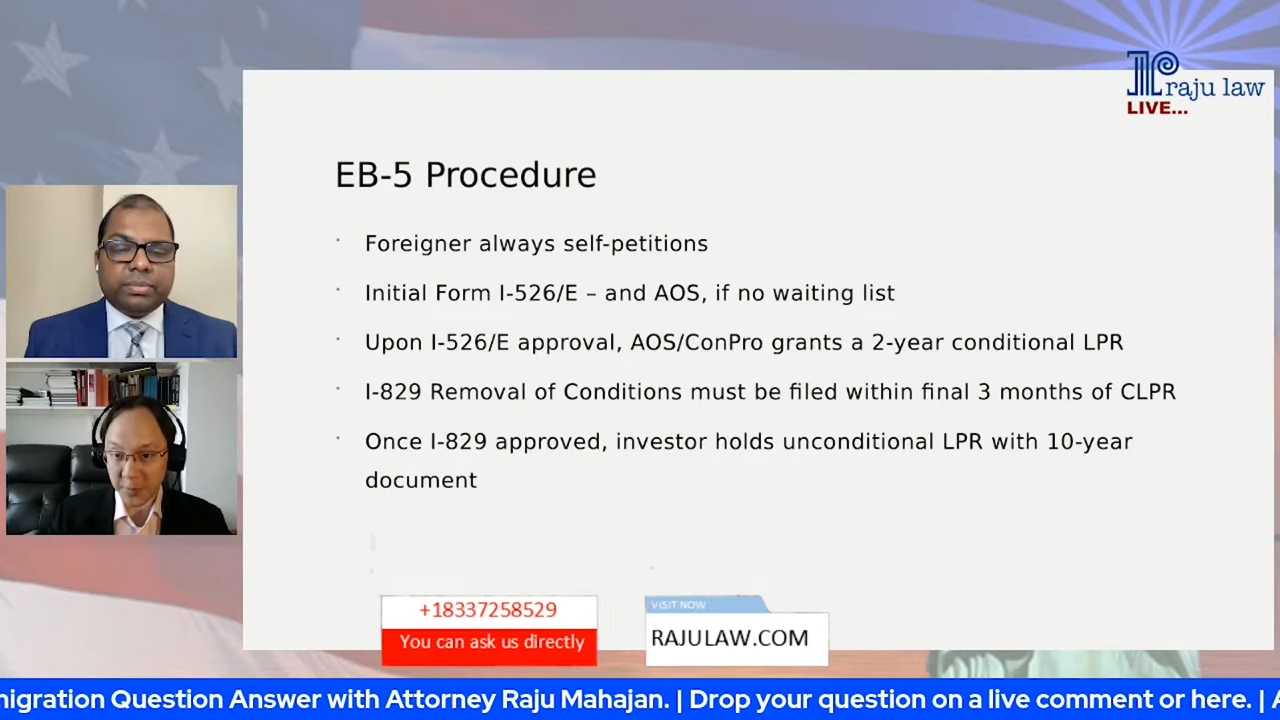 raju law
LIVE...
EB-5 Procedure
Foreigner always self-petitions
Initial Form I-526/E – and AOS, if no waiting list
Upon I-526/E approval, AOS/ConPro grants a 2-year conditional LPR
I-829 Removal of Conditions must be filed within final 3 months of CLPR
Once I-829 approved, investor holds unconditional LPR with 10-year
document
+18337258529
You can ask us directly
VISIT NOW
RAJULAW.COM
migration Question Answer with Attorney Raju Mahajan. | Drop your question on a live comment or here. | A